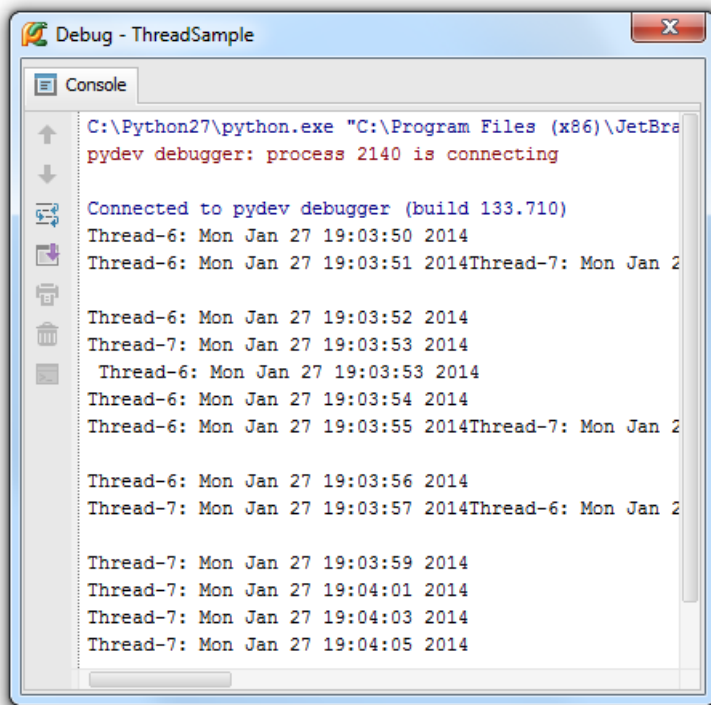 Debug - ThreadSample
Console
C:\Python27\python.exe "C:\Program Files (x86)\JetBra
pydev debugger: process 2140 is connecting
Connected to pydev debugger (build 133.710)
Thread-6: Mon Jan 27 19:03:50 2014
Thread-6: Mon Jan 27 19:03:51 2014Thread-7: Mon Jan 2
Thread-6: Mon Jan 27 19:03:52 2014
Thread-7: Mon Jan 27 19:03:53 2014
Thread-6: Mon Jan 27 19:03:53 2014
Thread-6: Mon Jan 27 19:03:54 2014
Thread-6: Mon Jan 27 19:03:55 2014Thread-7: Mon Jan 2
Thread-6: Mon Jan 27 19:03:56 2014
Thread-7: Mon Jan 27 19:03:57 2014Thread-6: Mon Jan 2
Thread-7: Mon Jan 27 19:03:59 2014
Thread-7: Mon Jan 27 19:04:01 2014
Thread-7: Mon Jan 27 19:04:03 2014
Thread-7: Mon Jan 27 19:04:05 2014